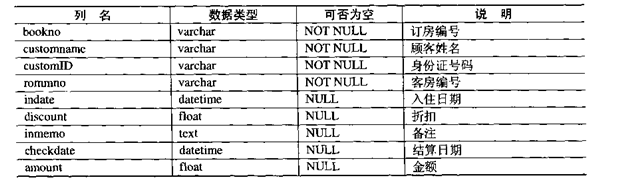 列 名 数据类型 可否为空 说 明
bookno varchar NOT NULL 订房编号
customname varchar NOT NULL 顾客姓名
customID varchar NOT NULL 身份证号码
rommno varchar NOT NULL 客房编号
indate datetime NULL 入住日期
discount float NULL 折扣
inmemo text NULL 备注
checkdate datetime NULL 结算日期
amount float NULL 金额